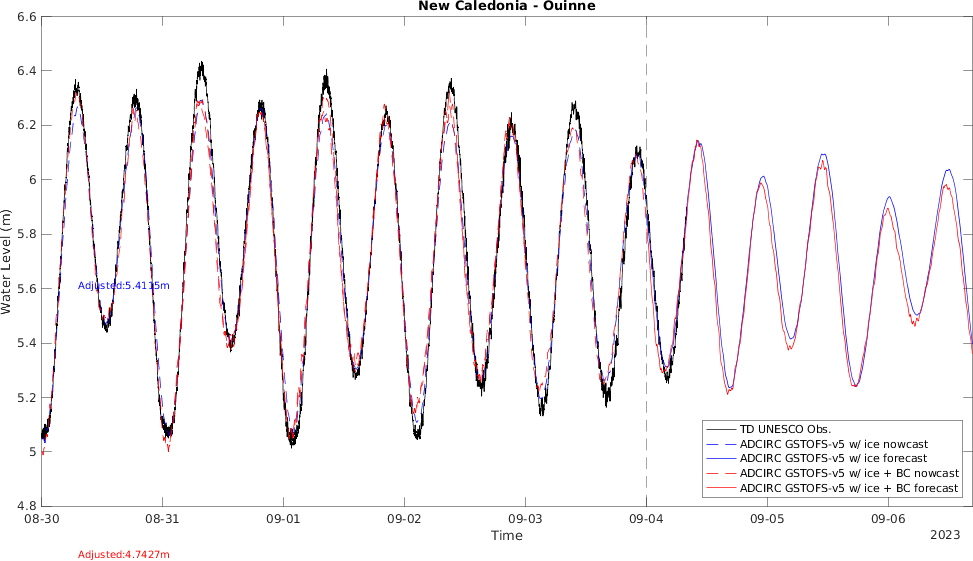 New Caledonia - Ouinne
6.6
6.4
6.2
6
5.8
5.6
5.4
5.2
5
4.8
Water Level (m)
Adjusted:5.4115m
TD UNESCO Obs.
ADCIRC GSTOFS-v5 w/ ice nowcast
ADCIRC GSTOFS-v5 w/ ice forecast
ADCIRC GSTOFS-v5 w/ ice + BC nowcast
ADCIRC GSTOFS-v5 w/ ice + BC forecast
08-30 08-31 09-01 09-02 09-03 09-04 09-05 09-06
Time
2023
Adjusted:4.7427m